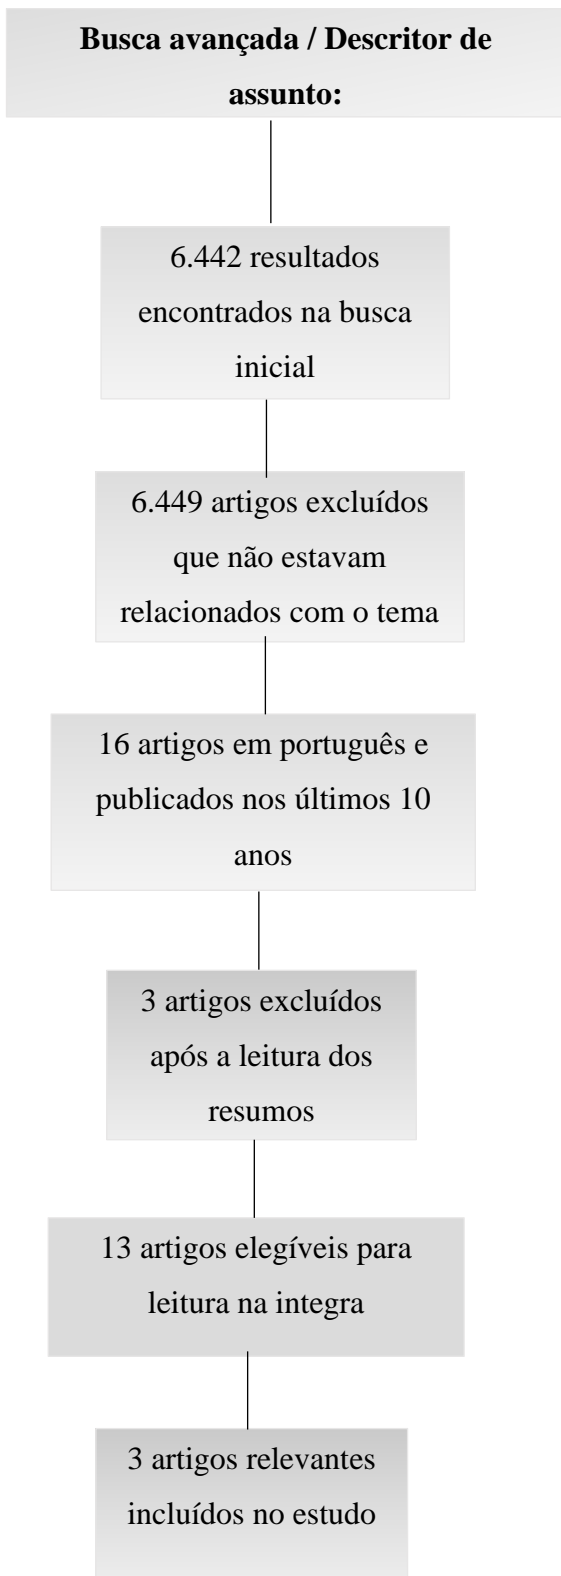 Busca avançada / Descritor de
assunto:
6.442 resultados
encontrados na busca
inicial
6.449 artigos excluídos
que não estavam
relacionados com o tema
16 artigos em português e
publicados nos últimos 10
anos
3 artigos excluídos
após a leitura dos
resumos
13 artigos elegíveis para
leitura na integra
3 artigos relevantes
incluídos no estudo